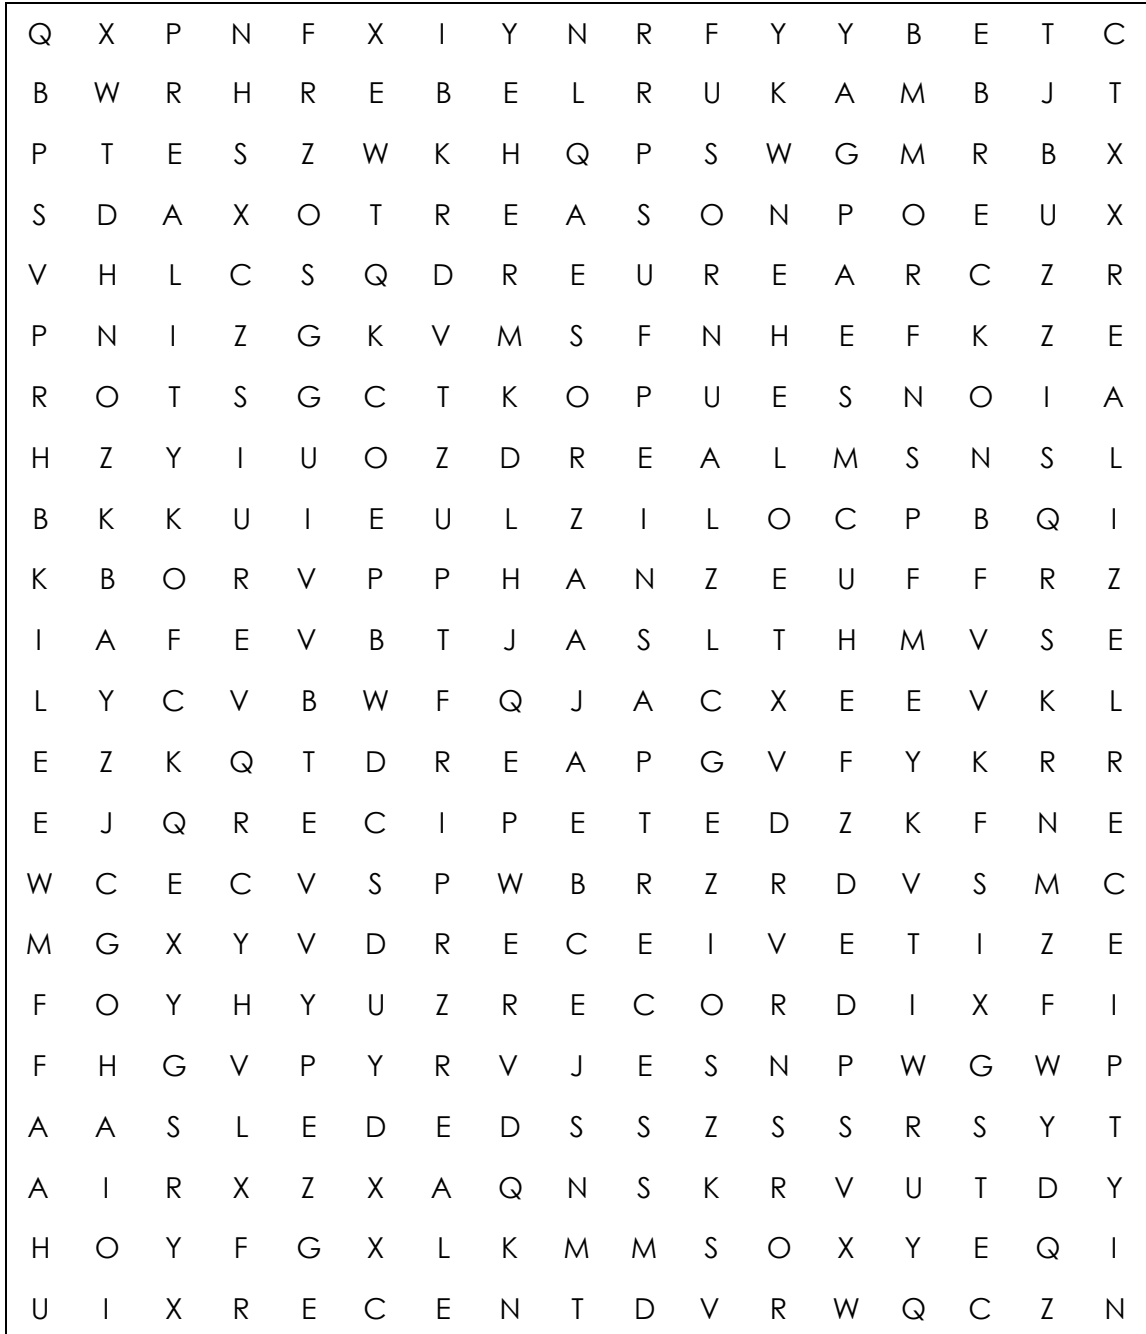 Q X P N F X I Y N R F Y Y B E T C
B W R H R E B E L R U K A M B J T
P T E S Z W K H Q P S W G M R B X
S D A X O T R E A S O N P O E U X
V H L C S Q D R E U R E A R C Z R
P N I Z G K V M S F N H E F K Z E
R O T S G C T K O P U E S N O I A
H Z Y I U O Z D R E A L M S N S L
B K K U I E U L Z I L O C P B Q I
K B O R V P P H A N Z E U F F R Z
I A F E V B T J A S L T H M V S E
L Y C V B W F Q J A C X E E V K L
E Z K Q T D R E A P G V F Y K R R
E J Q R E C I P E T E D Z K F N E
W C E C V S P W B R Z R D V S M C
M G X Y V D R E C E I V E T I Z E
F O Y H Y U Z R E C O R D I X F I
F H G V P Y R V J E S N P W G W P
A A S L E D E D S S Z S S R S Y T
A I R X Z X A Q N S K R V U T D Y
H O Y F G X L K M M S O X Y E Q I
U I X R E C E N T D V R W Q C Z N